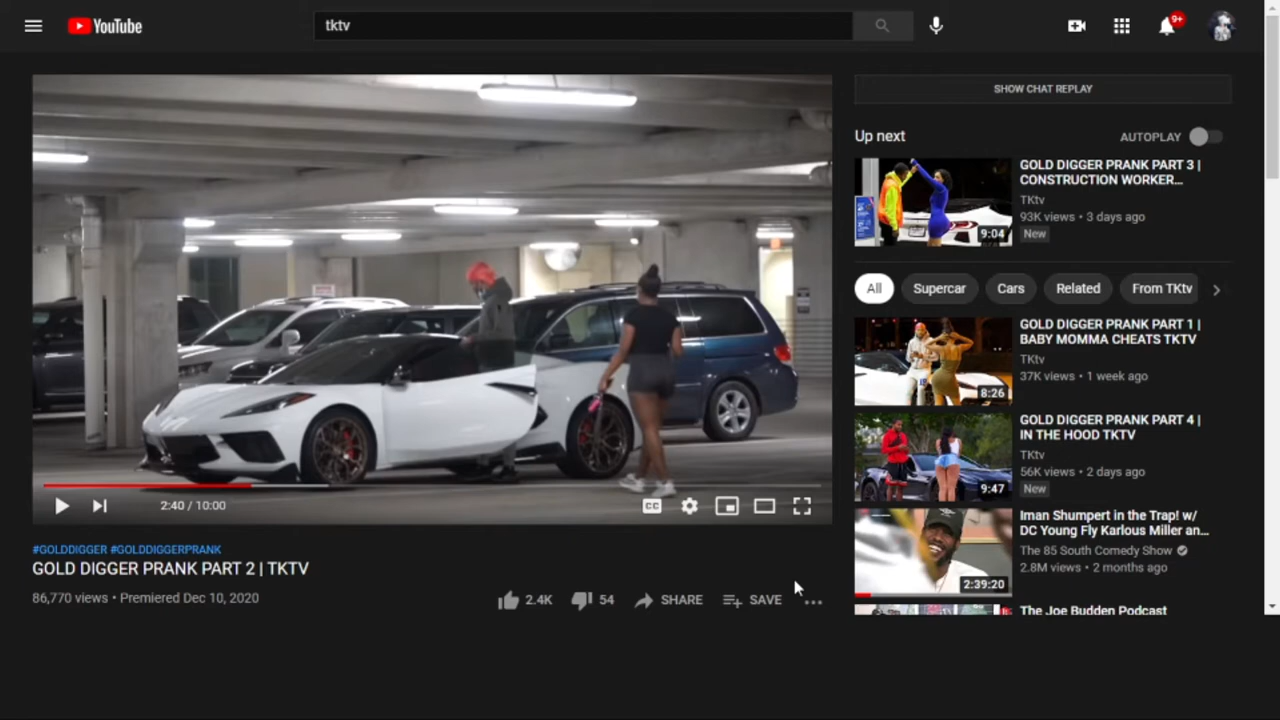 YouTube
tktv
9+
SHOW CHAT REPLAY
Up next
AUTOPLAY
GOLD DIGGER PRANK PART 3 |
CONSTRUCTION WORKER...
TKtv
93K views • 3 days ago
New
9:04
All
Supercar
Cars
Related
From TKtv
GOLD DIGGER PRANK PART 1 |
BABY MOMMA CHEATS TKTV
TKtv
37K views • 1 week ago
8:26
GOLD DIGGER PRANK PART 4 |
IN THE HOOD TKTV
TKtv
56K views • 2 days ago
New
9:47
Iman Shumpert in the Trap! w/
DC Young Fly Karlous Miller an...
The 85 South Comedy Show
2.8M views • 2 months ago
2:39:20
The Joe Budden Podcast
2:40 / 10:00
CC
#GOLDDIGGER #GOLDDIGGERPRANK
GOLD DIGGER PRANK PART 2 | TKTV
86,770 views • Premiered Dec 10, 2020
2.4K
54
SHARE
SAVE